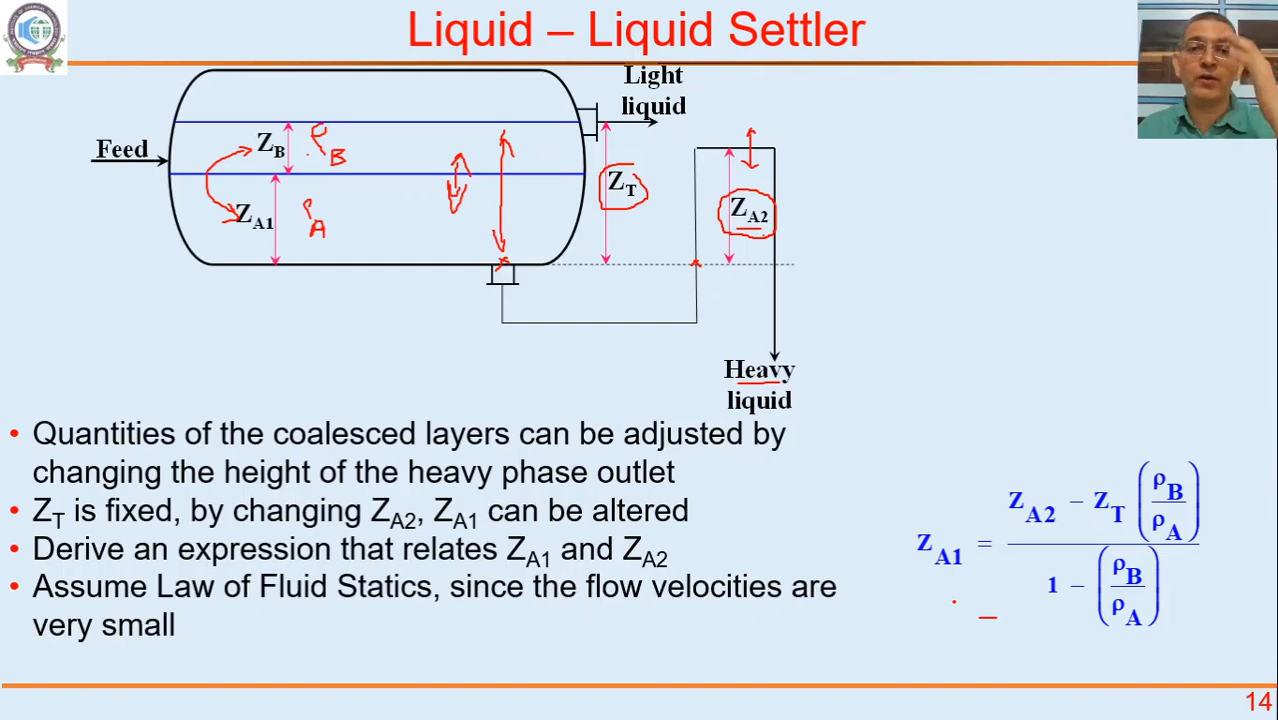 Liquid – Liquid Settler
Light
liquid
Feed
Z_B
ρ_B
Z_T
Z_A2
Z_A1
ρ_A
Heavy
liquid
• Quantities of the coalesced layers can be adjusted by
changing the height of the heavy phase outlet
• Z_T is fixed, by changing Z_A2, Z_A1 can be altered
• Derive an expression that relates Z_A1 and Z_A2
• Assume Law of Fluid Statics, since the flow velocities are
very small
Z_A2 – Z_T (ρ_B / ρ_A)
Z_A1 =
1 – (ρ_B / ρ_A)
14